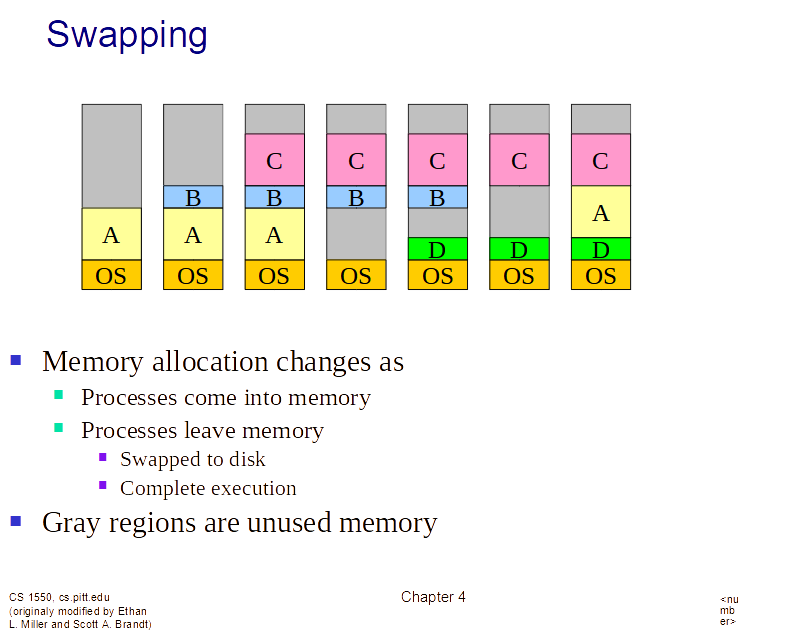 Swapping
C C C C C
B B B B
A A A A
D D D
OS OS OS OS OS OS OS
Memory allocation changes as
Processes come into memory
Processes leave memory
Swapped to disk
Complete execution
Gray regions are unused memory
CS 1550, cs.pitt.edu
(originaly modified by Ethan
L. Miller and Scott A. Brandt)
Chapter 4
<nu
mb
er>